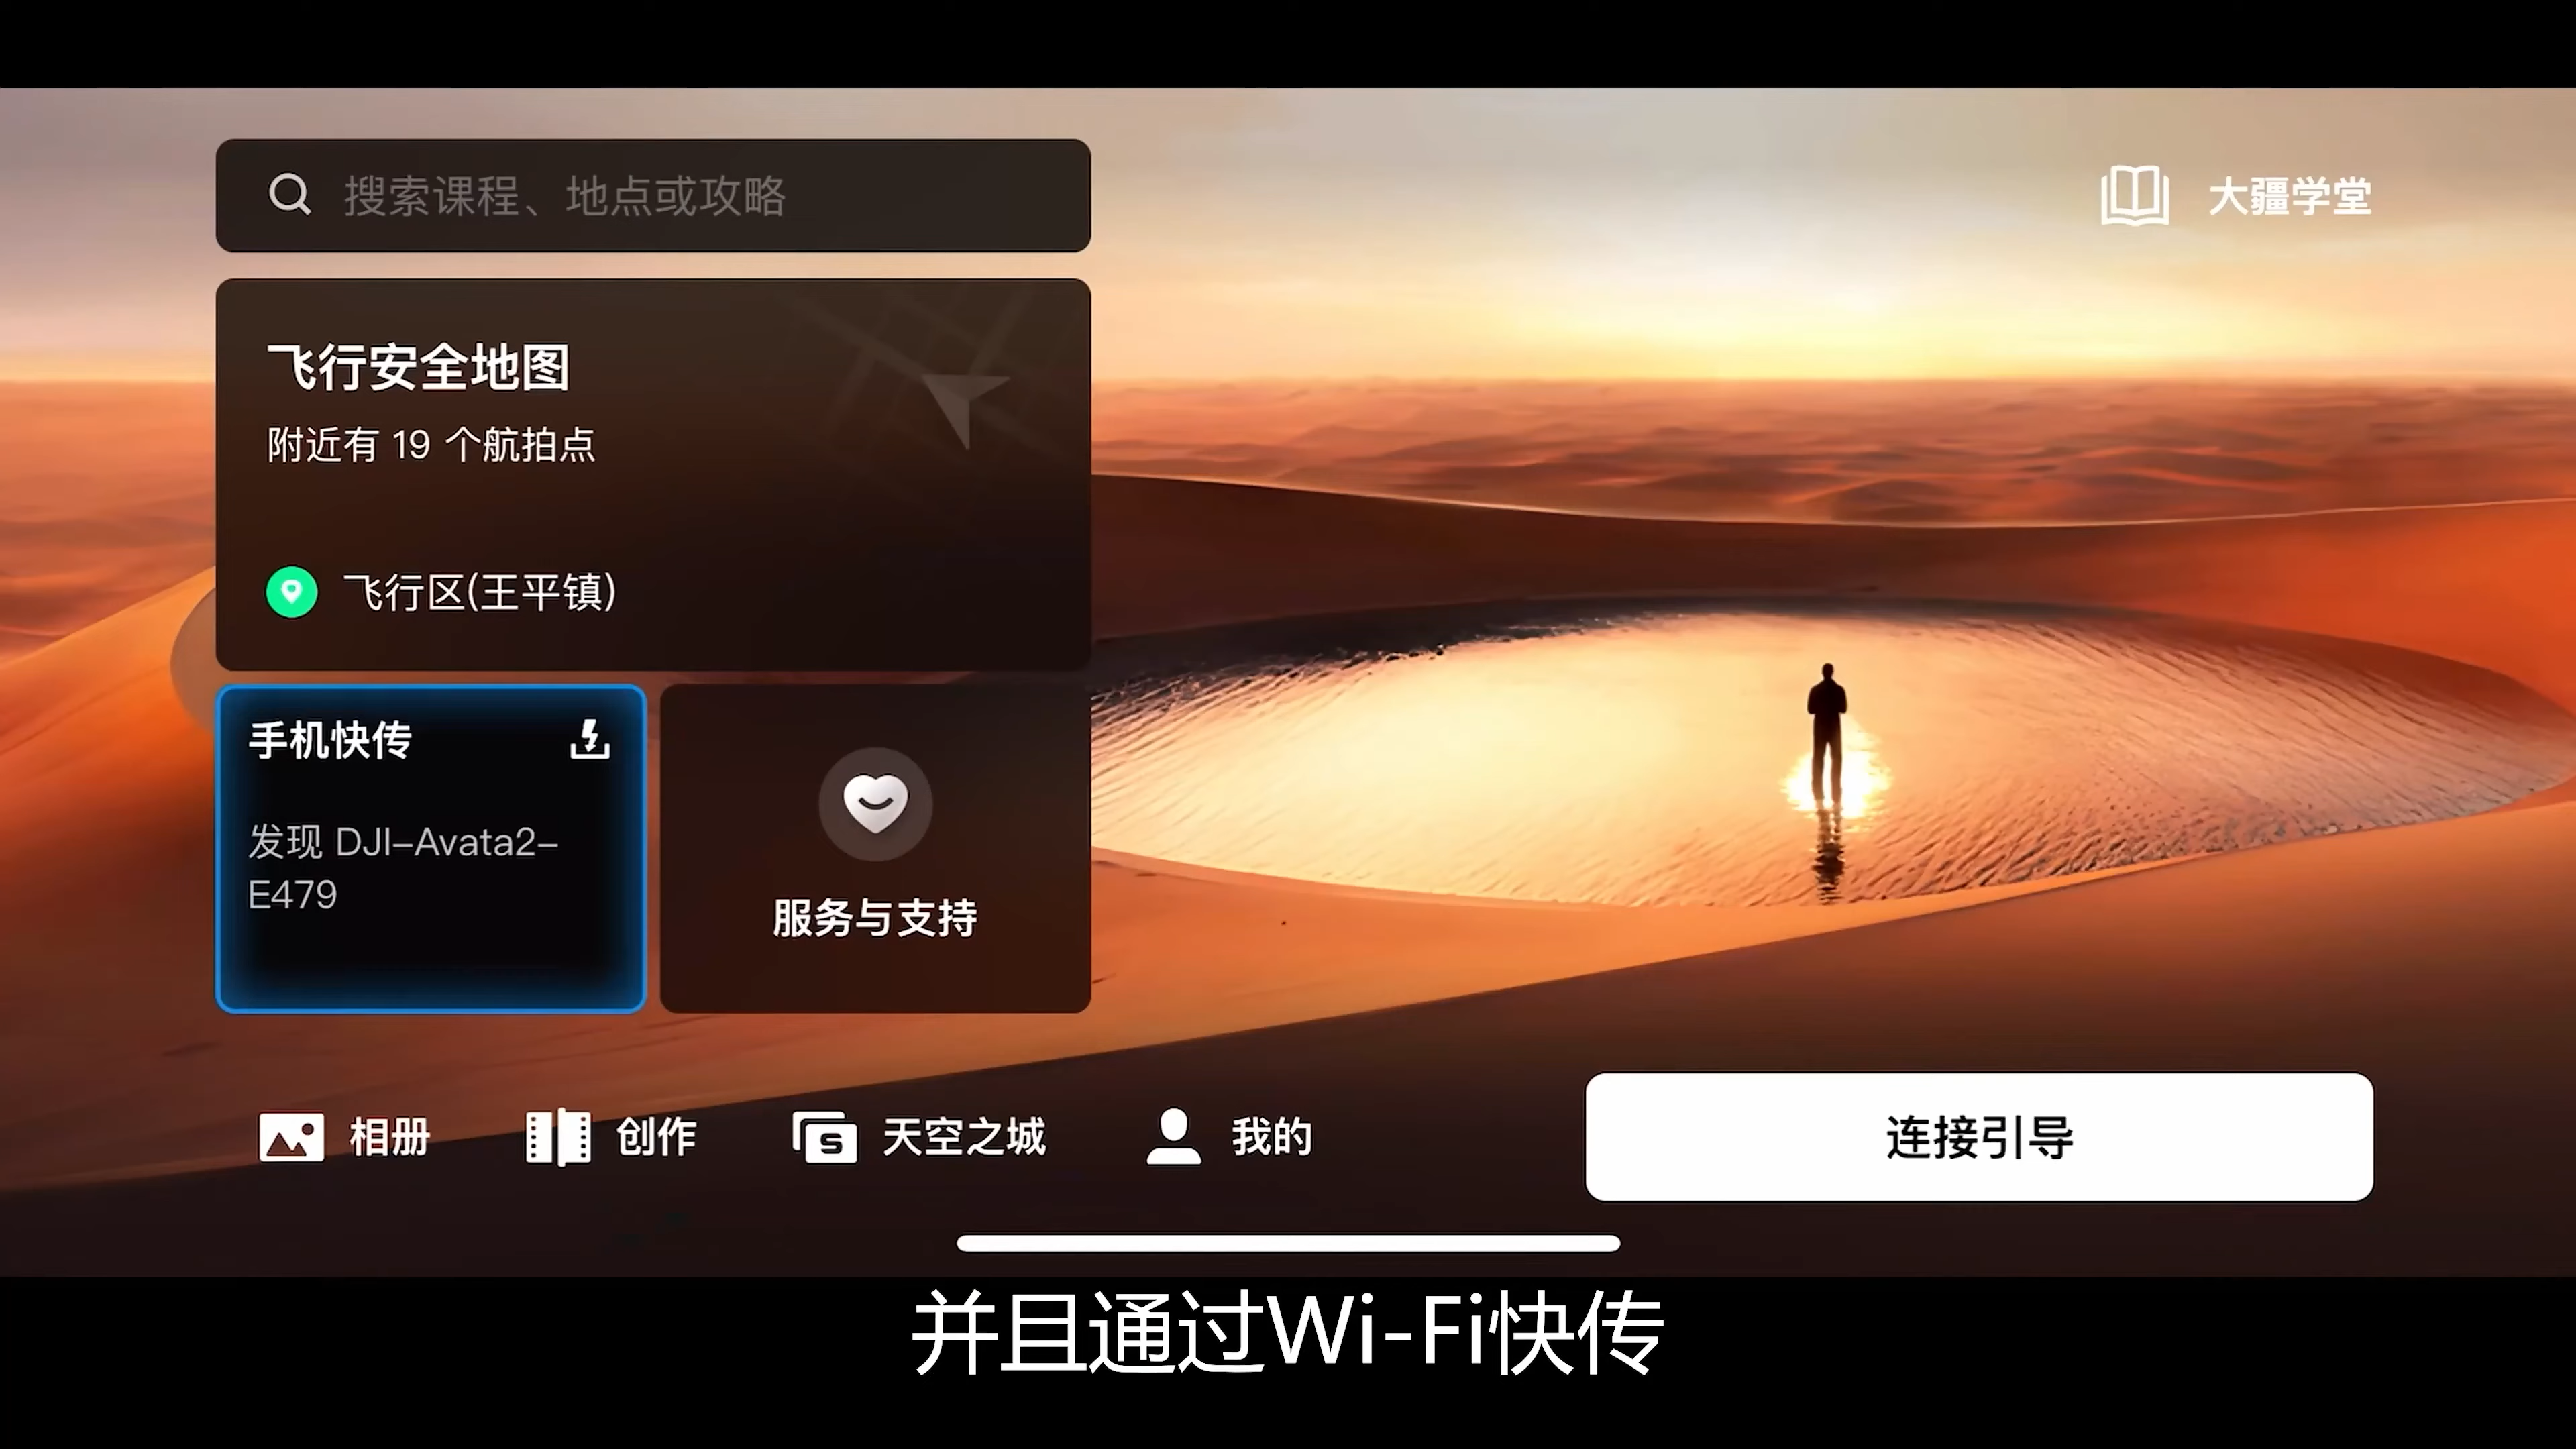 搜索课程、地点或攻略
大疆学堂
飞行安全地图
附近有 19 个航拍点
飞行区(王平镇)
手机快传
发现 DJI-Avata2-
E479
服务与支持
相册
创作
天空之城
我的
连接引导
并且通过Wi-Fi快传